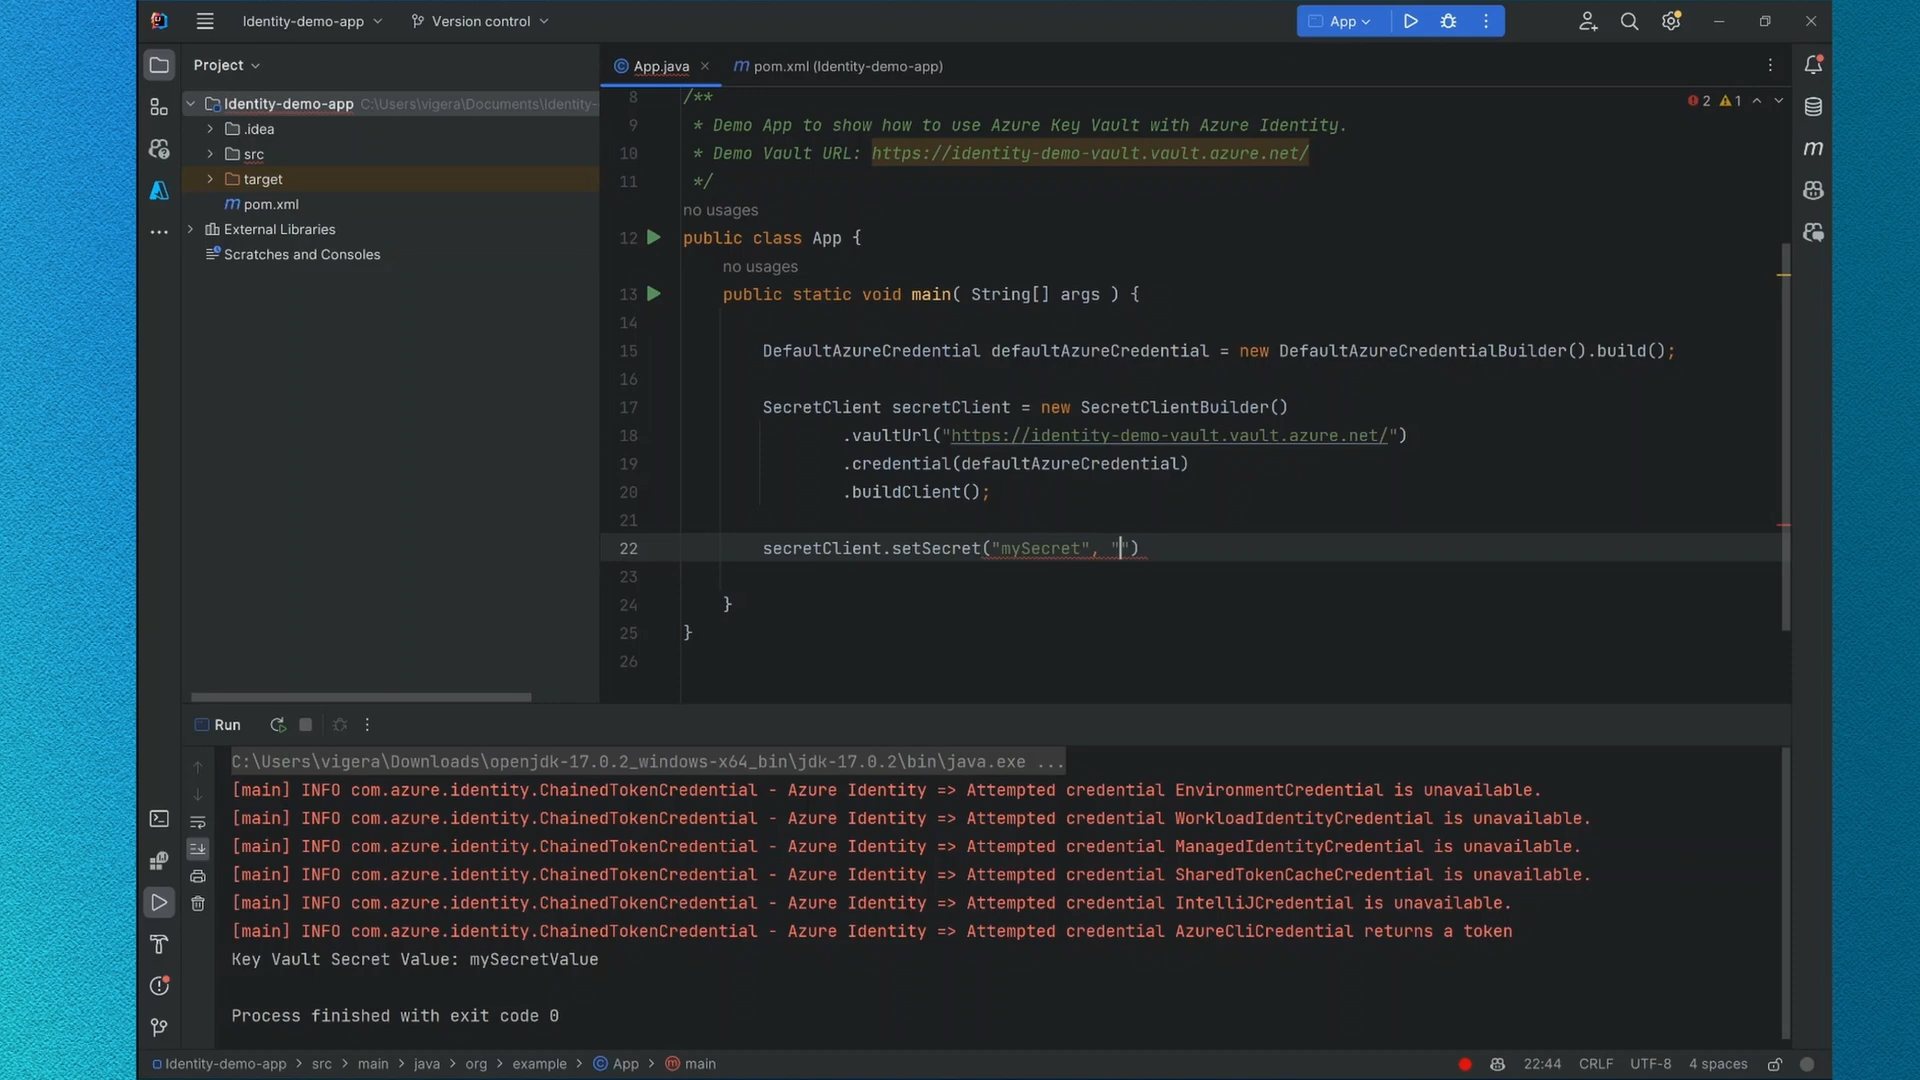 Identity-demo-app
Version control
App
Project
App.java
pom.xml (Identity-demo-app)
Identity-demo-app C:\Users\vigera\Documents\Identity-
.idea
src
target
pom.xml
External Libraries
Scratches and Consoles
2 1
8 /**
9 * Demo App to show how to use Azure Key Vault with Azure Identity.
10 * Demo Vault URL: https://identity-demo-vault.vault.azure.net/
11 */
no usages
12 public class App {
no usages
13 public static void main( String[] args ) {
14
15 DefaultAzureCredential defaultAzureCredential = new DefaultAzureCredentialBuilder().build();
16
17 SecretClient secretClient = new SecretClientBuilder()
18 .vaultUrl("https://identity-demo-vault.vault.azure.net/")
19 .credential(defaultAzureCredential)
20 .buildClient();
21
22 secretClient.setSecret("mySecret", "")
23
24 }
25 }
26
Run
C:\Users\vigera\Downloads\openjdk-17.0.2_windows-x64_bin\jdk-17.0.2\bin\java.exe ...
[main] INFO com.azure.identity.ChainedTokenCredential - Azure Identity => Attempted credential EnvironmentCredential is unavailable.
[main] INFO com.azure.identity.ChainedTokenCredential - Azure Identity => Attempted credential WorkloadIdentityCredential is unavailable.
[main] INFO com.azure.identity.ChainedTokenCredential - Azure Identity => Attempted credential ManagedIdentityCredential is unavailable.
[main] INFO com.azure.identity.ChainedTokenCredential - Azure Identity => Attempted credential SharedTokenCacheCredential is unavailable.
[main] INFO com.azure.identity.ChainedTokenCredential - Azure Identity => Attempted credential IntelliJCredential is unavailable.
[main] INFO com.azure.identity.ChainedTokenCredential - Azure Identity => Attempted credential AzureCliCredential returns a token
Key Vault Secret Value: mySecretValue
Process finished with exit code 0
Identity-demo-app > src > main > java > org > example > App > main
22:44 CRLF UTF-8 4 spaces